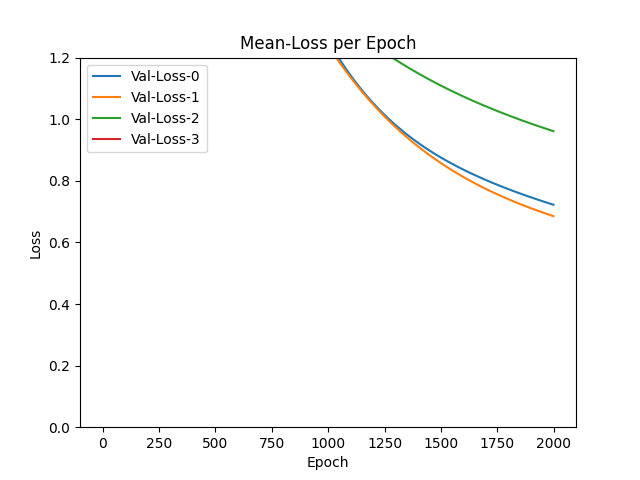 Mean-Loss per Epoch
Val-Loss-0
Val-Loss-1
Val-Loss-2
Val-Loss-3
1.2
1.0
0.8
0.6
0.4
0.2
0.0
Loss
0 250 500 750 1000 1250 1500 1750 2000
Epoch